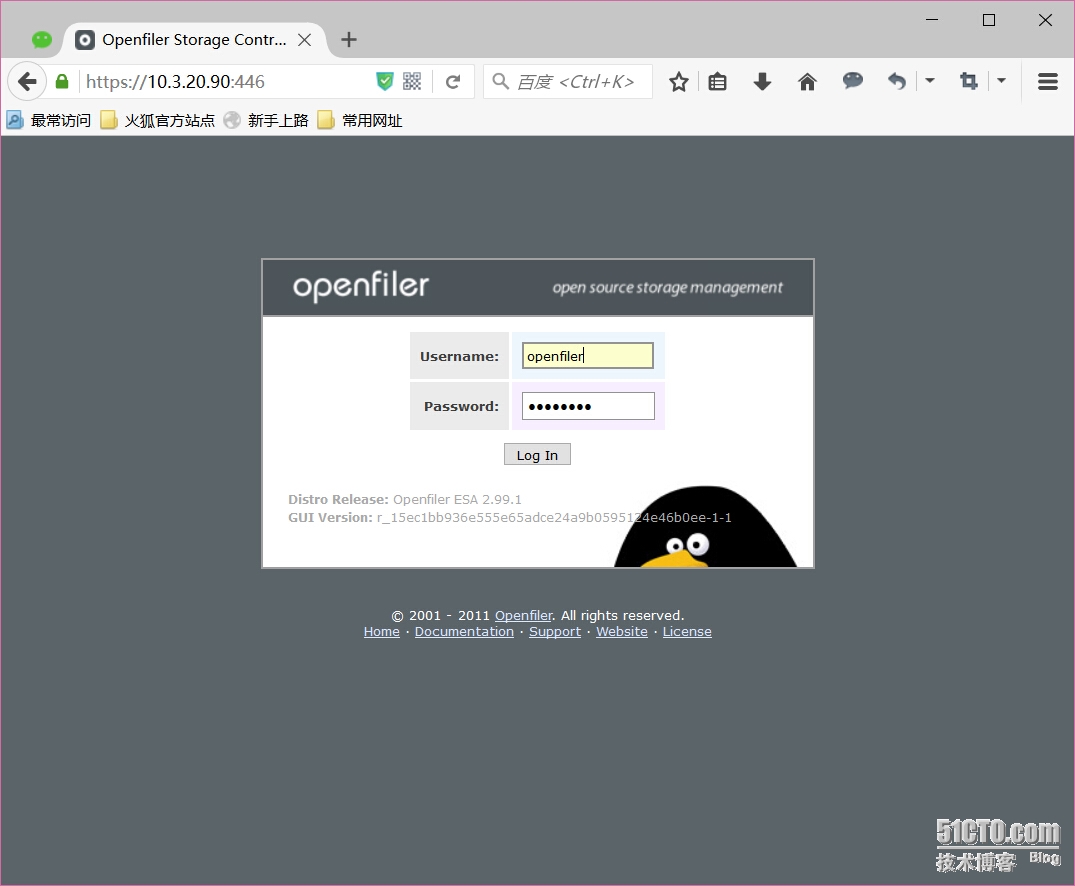 Openfiler Storage Contr...
https://10.3.20.90:446
百度 <Ctrl+K>
最常访问 火狐官方站点 新手上路 常用网址
openfiler open source storage management
Username: openfiler
Password: ••••••••
Log In
Distro Release: Openfiler ESA 2.99.1
GUI Version: r_15ec1bb936e555e65adce24a9b0595124e46b0ee-1-1
© 2001 - 2011 Openfiler. All rights reserved.
Home · Documentation · Support · Website · License
51CTO.com
技术博客 Blog